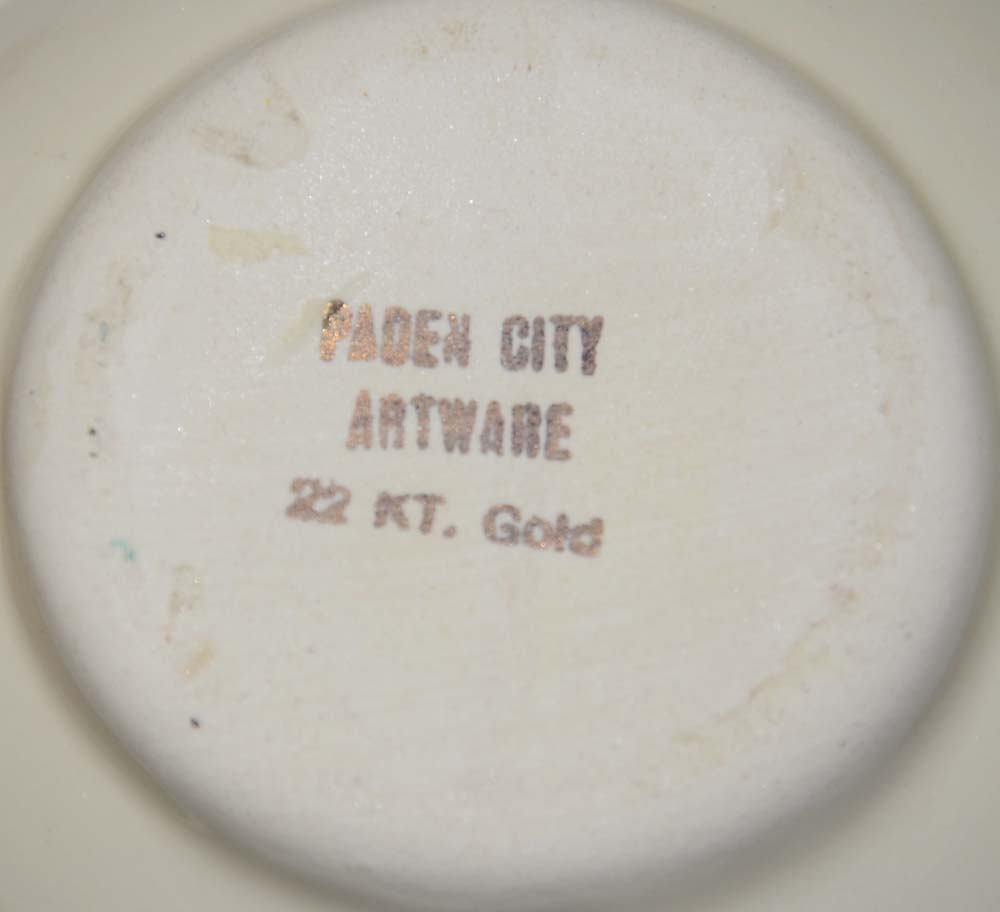 PADEN CITY
ARTWARE
22 KT. Gold